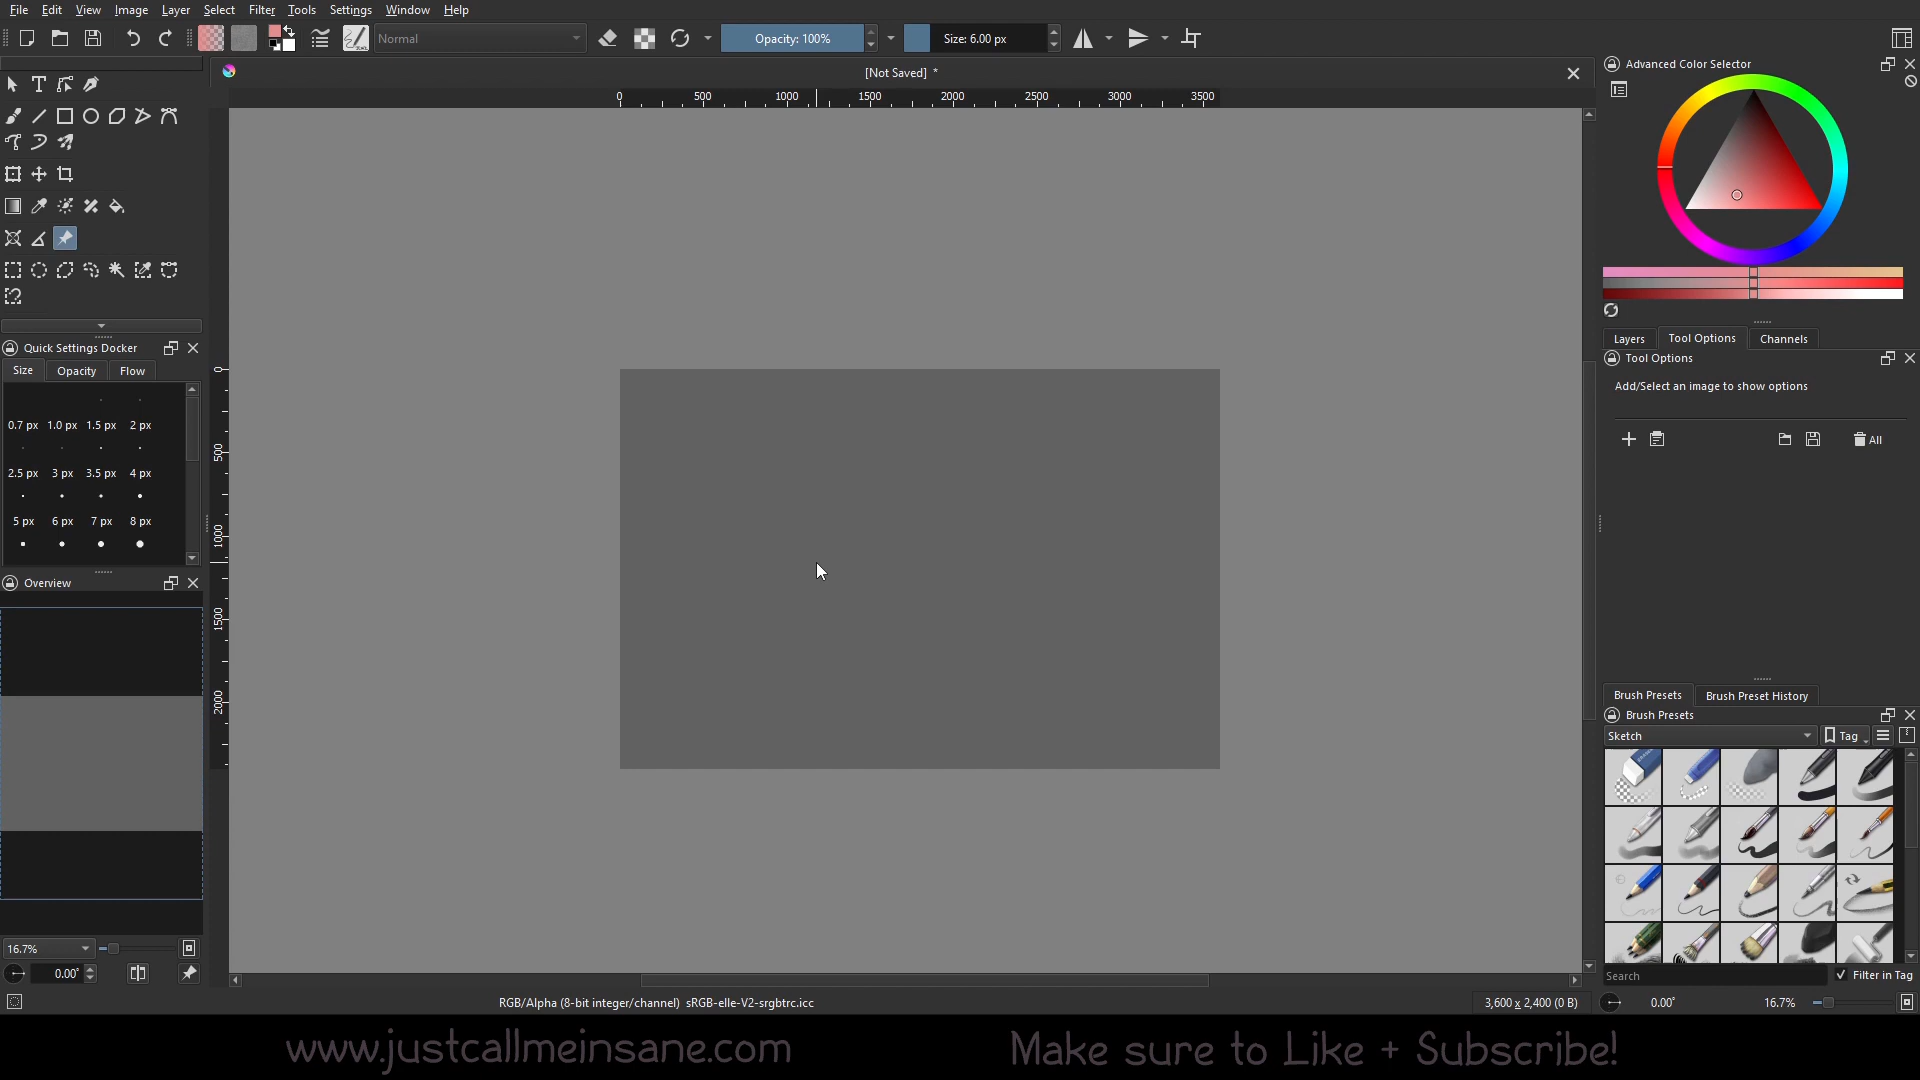 File Edit View Image Layer Select Filter Tools Settings Window Help
Normal
Opacity: 100%
Size: 6.00 px
[Not Saved] *
0 500 1000 1500 2000 2500 3000 3500
0
500
1000
1500
2000
Quick Settings Docker
Size Opacity Flow
0.7 px 1.0 px 1.5 px 2 px
2.5 px 3 px 3.5 px 4 px
5 px 6 px 7 px 8 px
Overview
16.7%
0.00°
Advanced Color Selector
Layers Tool Options Channels
Tool Options
Add/Select an image to show options
All
Brush Presets Brush Preset History
Brush Presets
Sketch
Tag
Search
Filter in Tag
RGB/Alpha (8-bit integer/channel) sRGB-elle-V2-srgbtrc.icc
3,600 x 2,400 (0 B)
0.00°
16.7%
www.justcallmeinsane.com
Make sure to Like + Subscribe!